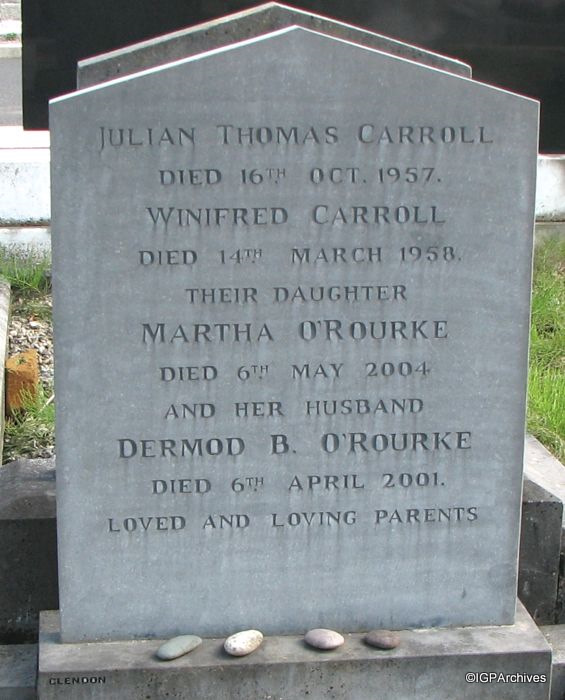 JULIAN THOMAS CARROLL
DIED 16TH OCT. 1957.
WINIFRED CARROLL
DIED 14TH MARCH 1958.
THEIR DAUGHTER
MARTHA O'ROURKE
DIED 6TH MAY 2004
AND HER HUSBAND
DERMOD B. O'ROURKE
DIED 6TH APRIL 2001.
LOVED AND LOVING PARENTS
GLENDON
©IGPArchives